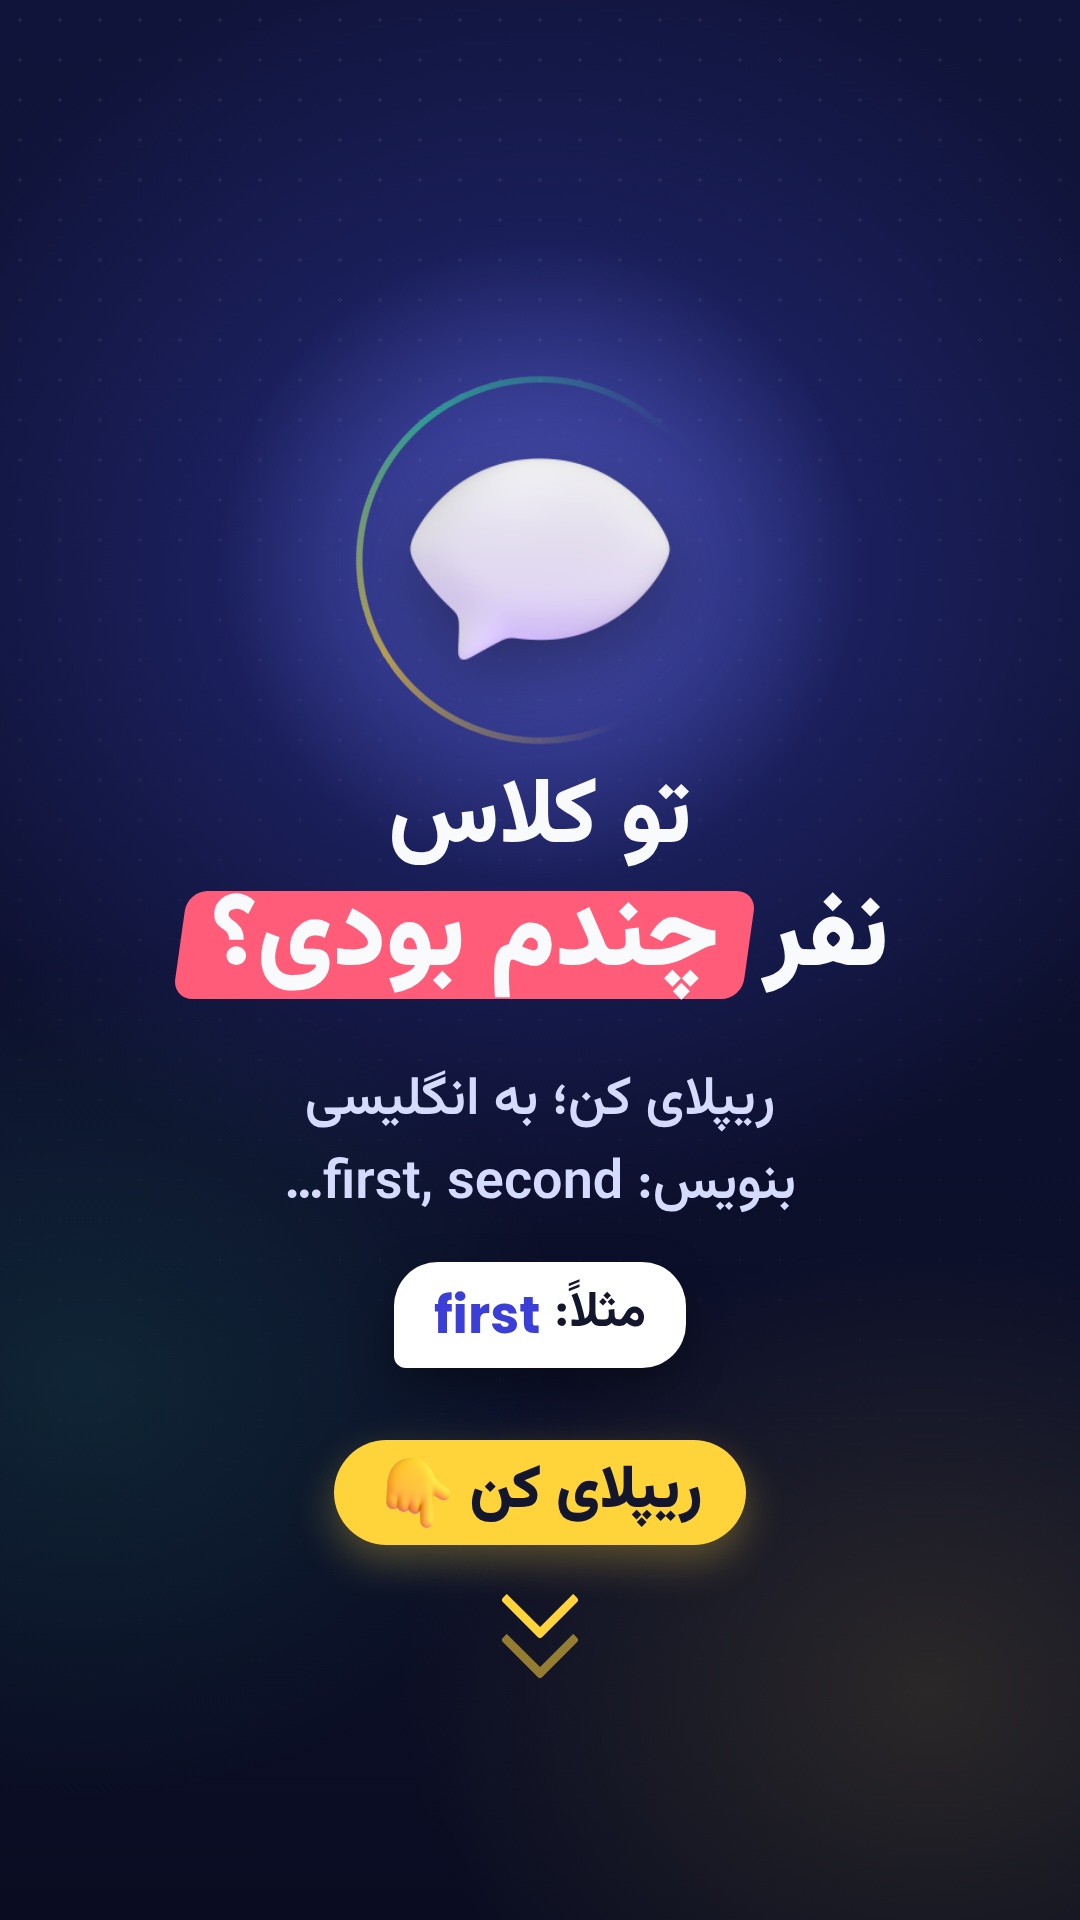 تو کلاس
نفر چندم بودی؟
ریپلای کن؛ به انگلیسی
بنویس: first, second...
مثلاً: first
ریپلای کن 👇